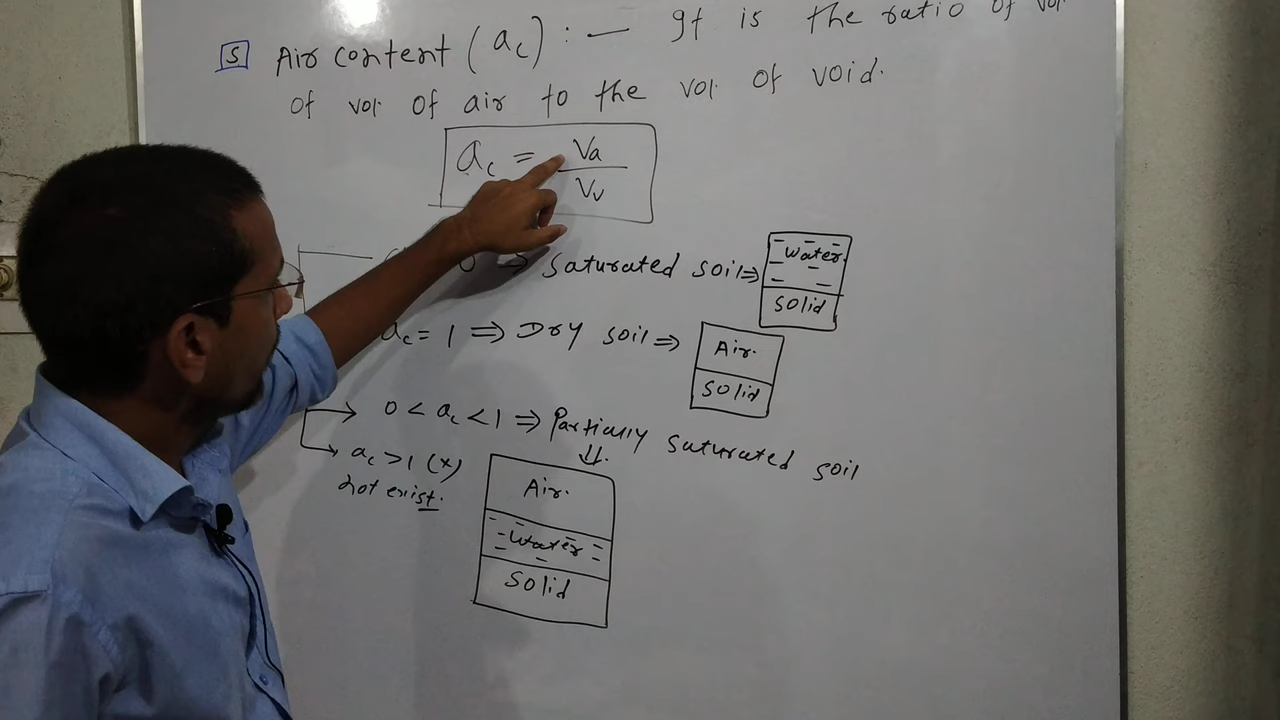 5 Air content (ac) : — It is the ratio of vol.
of vol. of air to the vol. of void.
ac = Va
Vv
0 ⇒ saturated soil ⇒
water
solid
ac = 1 ⇒ Dry soil ⇒
Air.
solid
0 < ac < 1 ⇒ Partially saturated soil
ac > 1 (x)
not exist.
Air.
water
solid